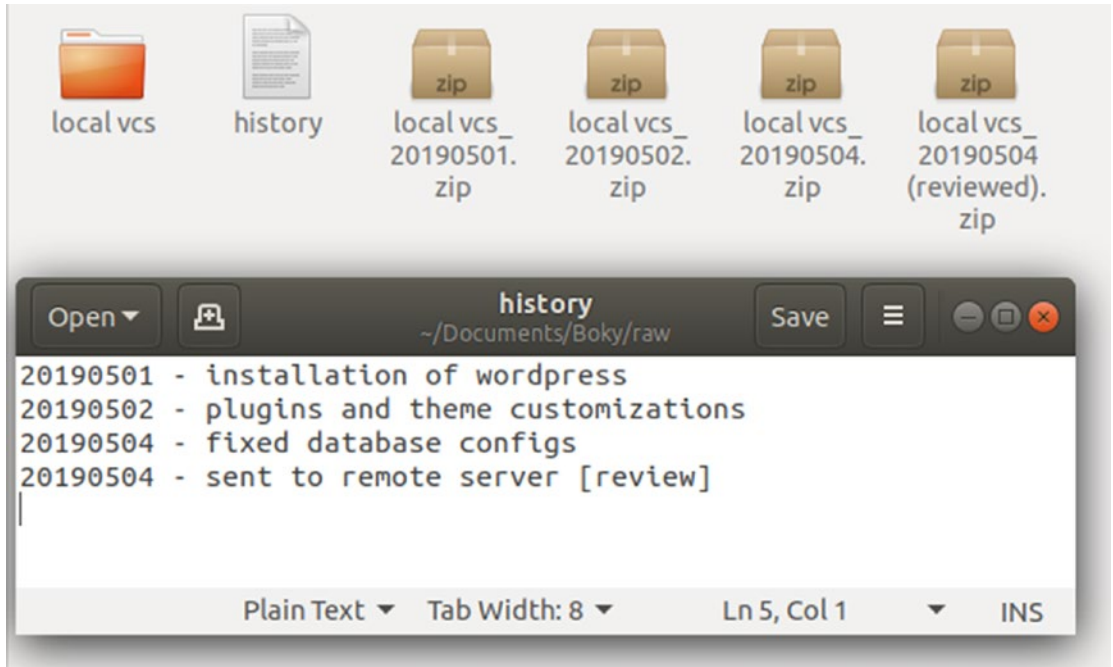 zip
zip
zip
zip
local vcs
history
local vcs_
20190501.
zip
local vcs_
20190502.
zip
local vcs_
20190504.
zip
local vcs_
20190504
(reviewed).
zip
Open
history
~/Documents/Boky/raw
Save
20190501 - installation of wordpress
20190502 - plugins and theme customizations
20190504 - fixed database configs
20190504 - sent to remote server [review]
Plain Text Tab Width: 8 Ln 5, Col 1 INS